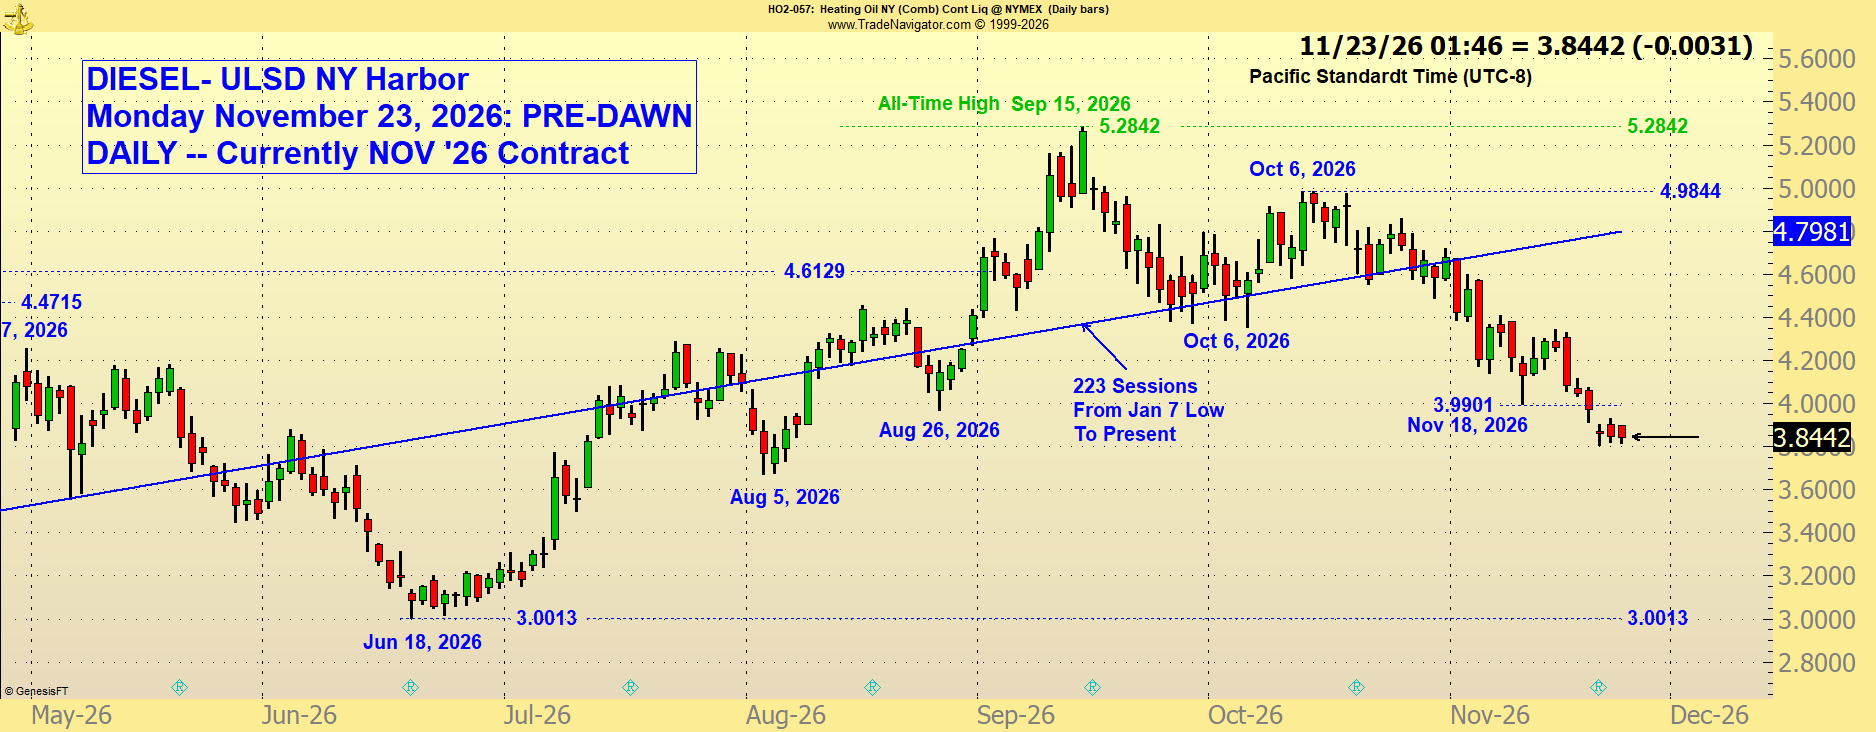 HO2-057: Heating Oil NY (Comb) Cont Liq @ NYMEX (Daily bars)
www.TradeNavigator.com © 1999-2026
11/23/26 01:46 = 3.8442 (-0.0031)
Pacific Standardt Time (UTC-8)
DIESEL- ULSD NY Harbor
Monday November 23, 2026: PRE-DAWN
DAILY -- Currently NOV '26 Contract
All-Time High Sep 15, 2026
5.2842
5.2842
Oct 6, 2026
4.9844
4.6129
4.4715
7, 2026
Oct 6, 2026
223 Sessions
From Jan 7 Low
To Present
3.9901
Nov 18, 2026
Aug 26, 2026
Aug 5, 2026
3.0013
3.0013
Jun 18, 2026
5.6000
5.4000
5.2000
5.0000
4.7981
4.6000
4.4000
4.2000
4.0000
3.8442
3.6000
3.4000
3.2000
3.0000
2.8000
R
R
R
R
R
R
R
© GenesisFT
May-26
Jun-26
Jul-26
Aug-26
Sep-26
Oct-26
Nov-26
Dec-26